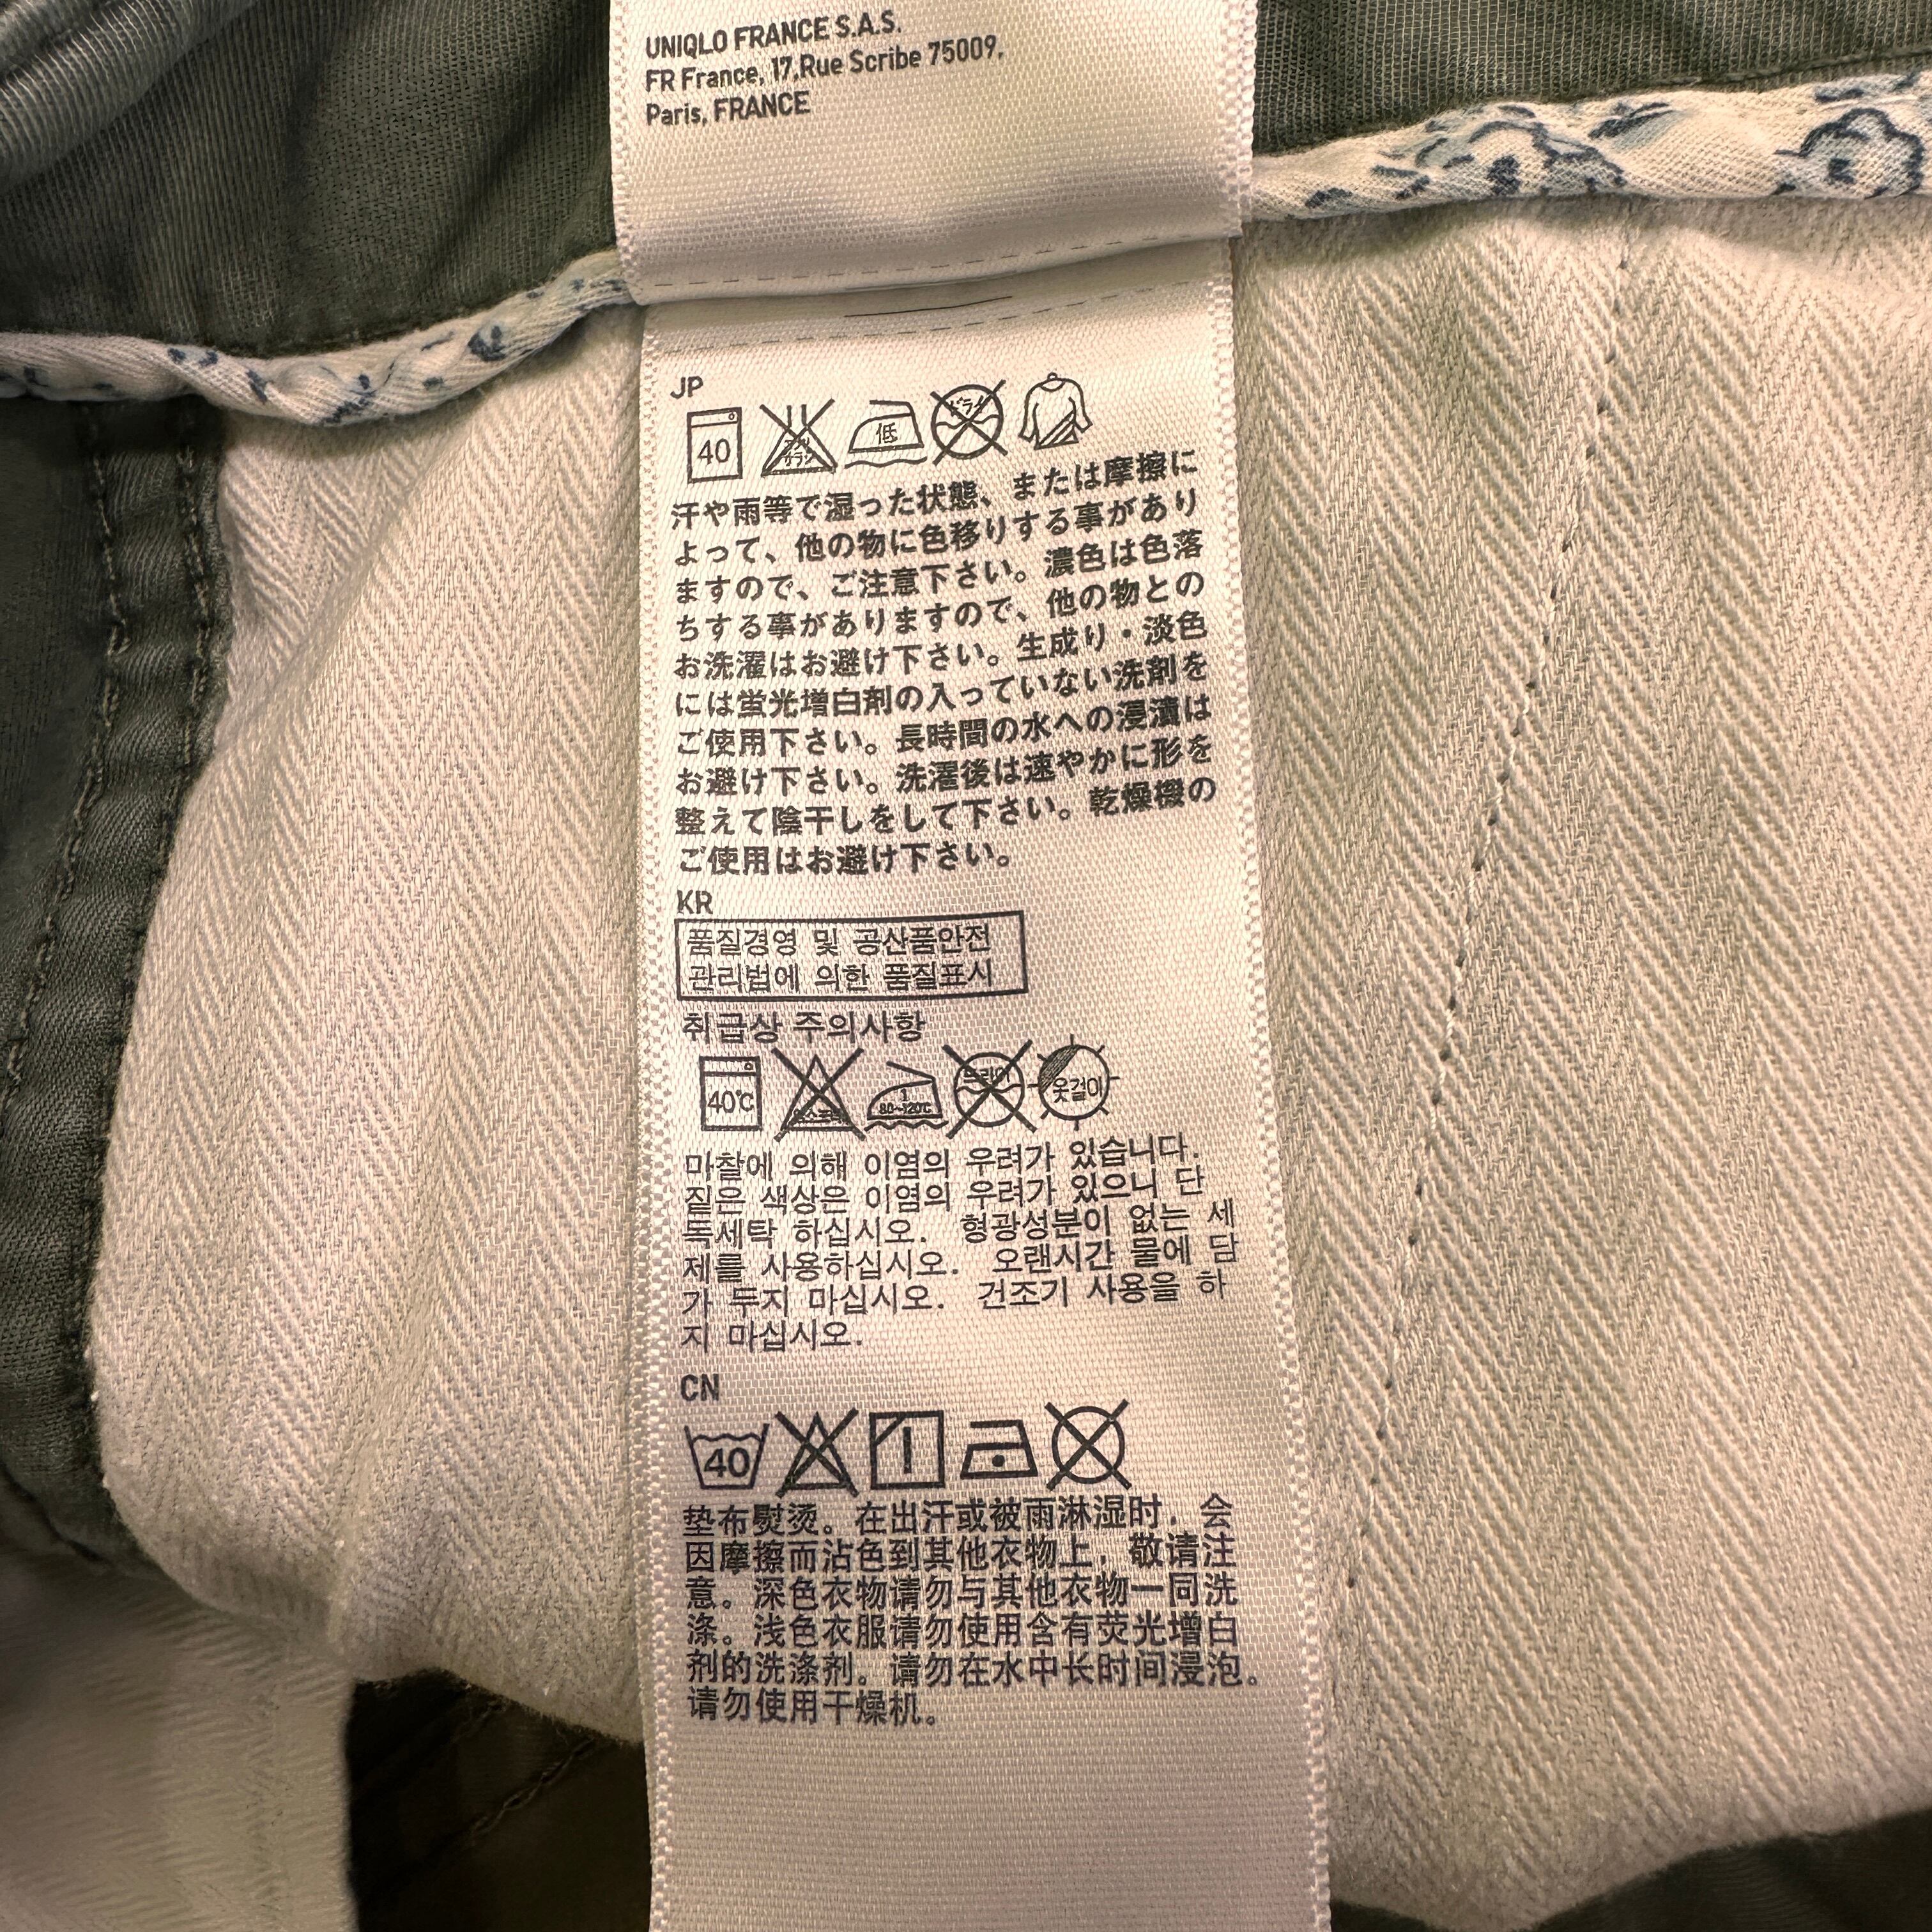 UNIQLO FRANCE S.A.S.
FR France, 17,Rue Scribe 75009,
Paris, FRANCE
JP
40 低 ドライ
汗や雨等で湿った状態、または摩擦に
よって、他の物に色移りする事があり
ますので、ご注意下さい。濃色は色落
ちする事がありますので、他の物との
お洗濯はお避け下さい。生成り・淡色
には蛍光増白剤の入っていない洗剤を
ご使用下さい。長時間の水への浸漬は
お避け下さい。洗濯後は速やかに形を
整えて陰干しをして下さい。乾燥機の
ご使用はお避け下さい。
KR
품질경영 및 공산품안전
관리법에 의한 품질표시
취급상 주의사항
40℃ 1 80~120℃ 드라이 옷걸이
마찰에 의해 이염의 우려가 있습니다.
짙은 색상은 이염의 우려가 있으니 단
독세탁 하십시오. 형광성분이 없는 세
제를 사용하십시오. 오랜시간 물에 담
가 두지 마십시오. 건조기 사용을 하
지 마십시오.
CN
40
垫布熨烫。在出汗或被雨淋湿时，会
因摩擦而沾色到其他衣物上，敬请注
意。深色衣物请勿与其他衣物一同洗
涤。浅色衣服请勿使用含有荧光增白
剂的洗涤剂。请勿在水中长时间浸泡。
请勿使用干燥机。